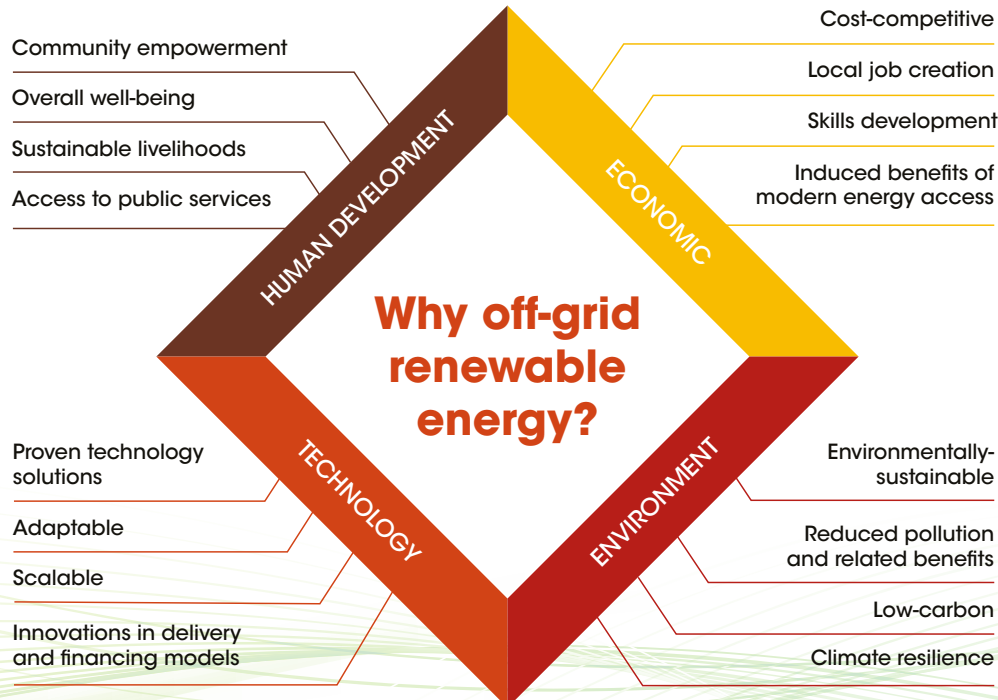 Community empowerment
Overall well-being
Sustainable livelihoods
Access to public services
HUMAN DEVELOPMENT
Cost-competitive
Local job creation
Skills development
Induced benefits of
modern energy access
ECONOMIC
Why off-grid
renewable
energy?
Proven technology
solutions
Adaptable
Scalable
Innovations in delivery
and financing models
TECHNOLOGY
Environmentally-
sustainable
Reduced pollution
and related benefits
Low-carbon
Climate resilience
ENVIRONMENT